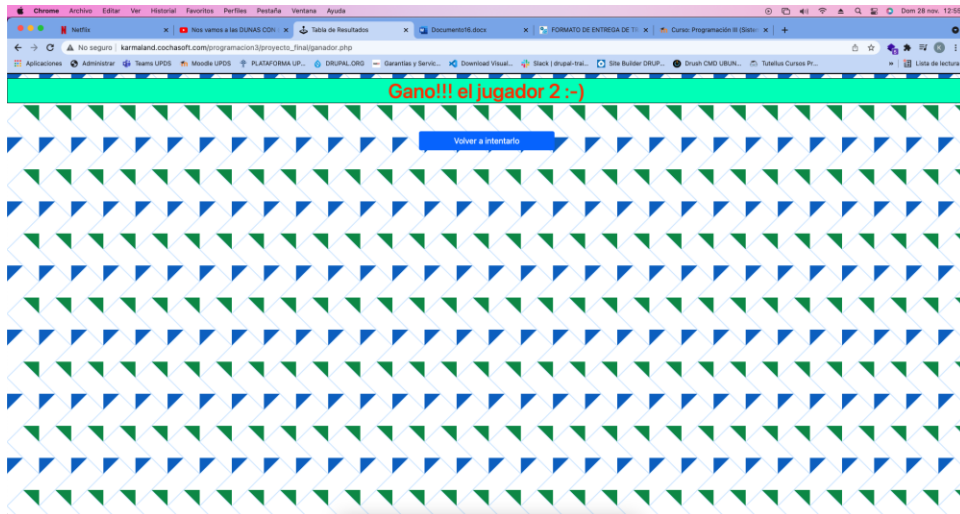 Chrome Archivo Editar Ver Historial Favoritos Perfiles Pestaña Ventana Ayuda
Dom 28 nov. 12:55
Netflix
Nos vamos a las DUNAS CON
Tabla de Resultados
Documento16.docx
FORMATO DE ENTREGA DE
Curso: Programación III (Siste
No seguro karmaland.cochasoft.com/programacion3/proyecto_final/ganador.php
Aplicaciones Administrar Teams UPDS Moodle UPDS PLATAFORMA UP... DRUPAL.ORG Garantías y Servic... Download Visual... Slack | drupal-trai... Site Builder DRUP... Drush CMD UBUN... Tutellus Cursos Pr... » Lista de lectura
Gano!!! el jugador 2 :-)
Volver a intentarlo